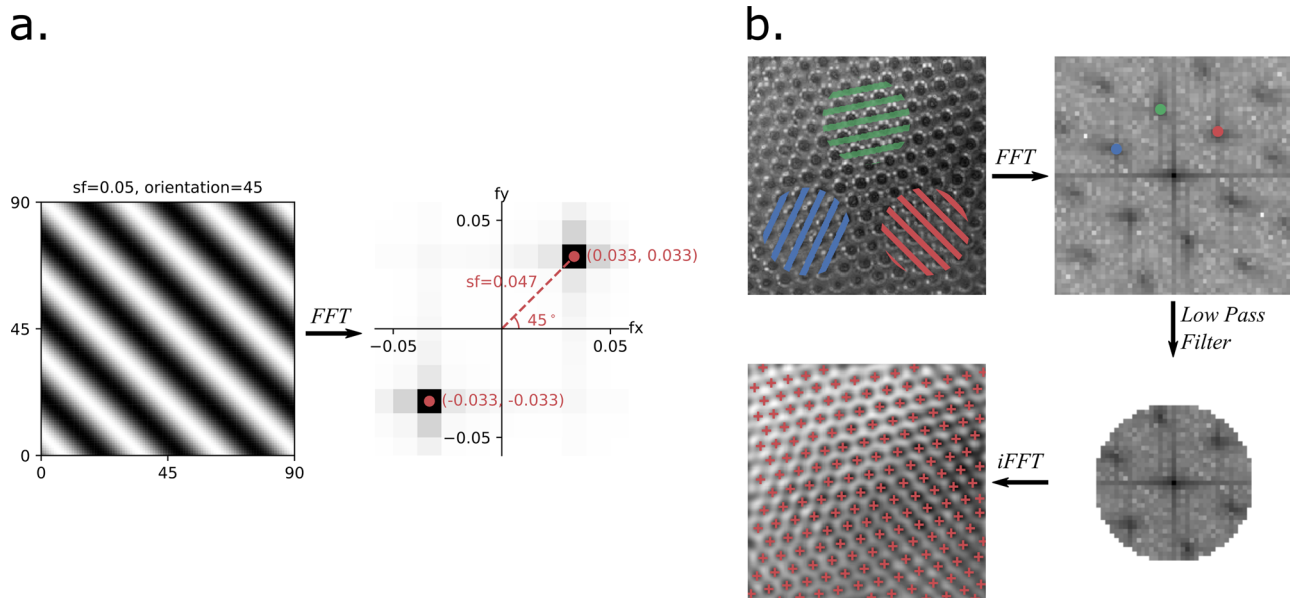 a.
sf=0.05, orientation=45
90
45
0
0
45
90
FFT
fy
0.05
(0.033, 0.033)
sf=0.047
45°
fx
−0.05
0.05
(-0.033, -0.033)
−0.05
b.
FFT
Low Pass
Filter
iFFT